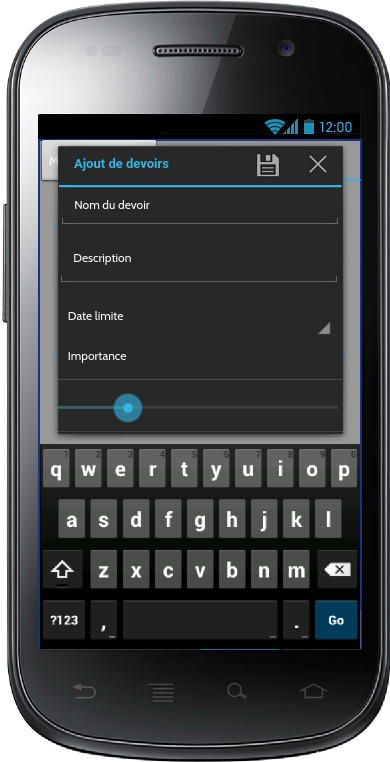 12:00
M
Ajout de devoirs
Nom du devoir
Description
Date limite
Importance
1 2 3 4 5 6 7 8 9 0
q w e r t y u i o p
a s d f g h j k l
z x c v b n m
?123 , ... ... . ... Go